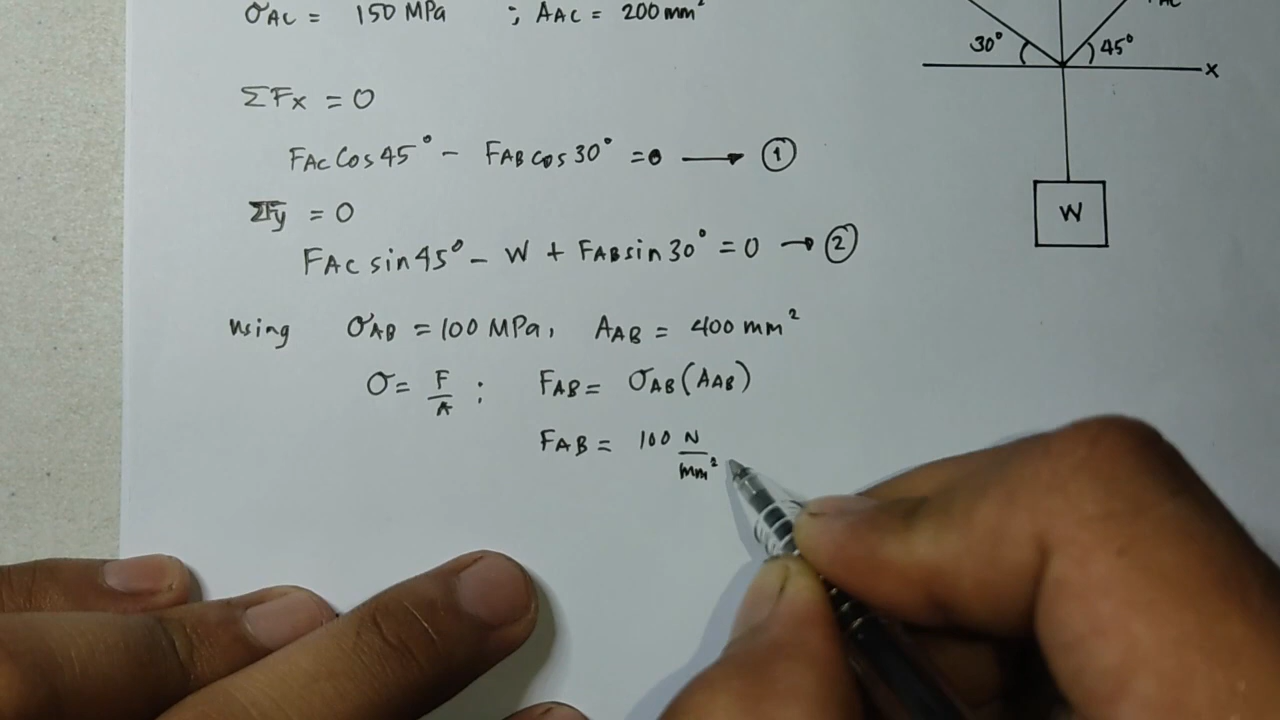 σAC = 150 MPa ; AAC = 200 mm²
AC
30° 45°
x
ΣFx = 0
FAC Cos 45° - FAB cos 30° = 0 → ①
ΣFy = 0
W
FAC sin 45° - W + FAB sin 30° = 0 → ②
using σAB = 100 MPa, AAB = 400 mm²
σ = F/A ; FAB = σAB (AAB)
FAB = 100 N/mm²